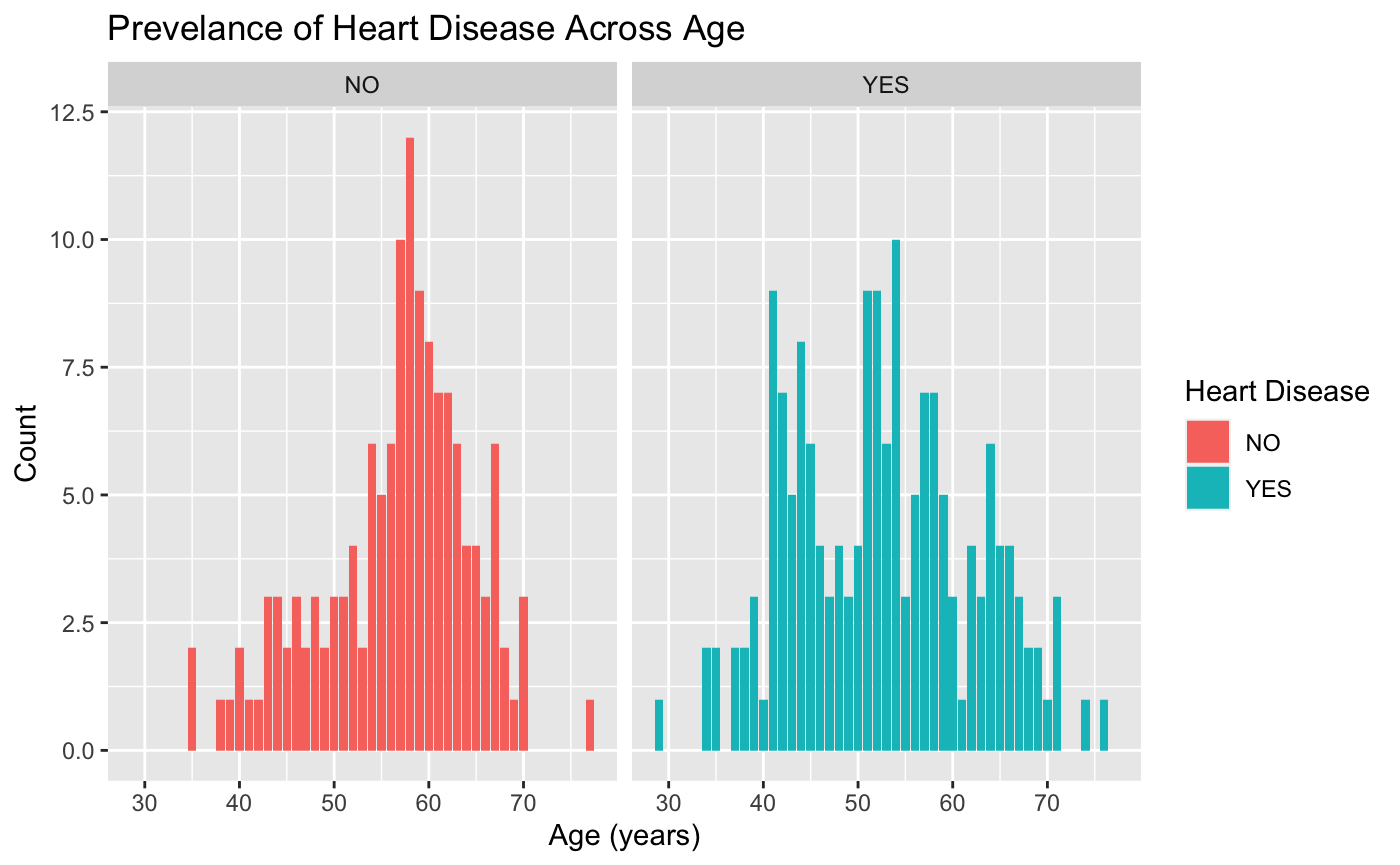 Prevelance of Heart Disease Across Age
NO
YES
12.5
10.0
7.5
5.0
2.5
0.0
Count
30 40 50 60 70
30 40 50 60 70
Age (years)
Heart Disease
NO
YES